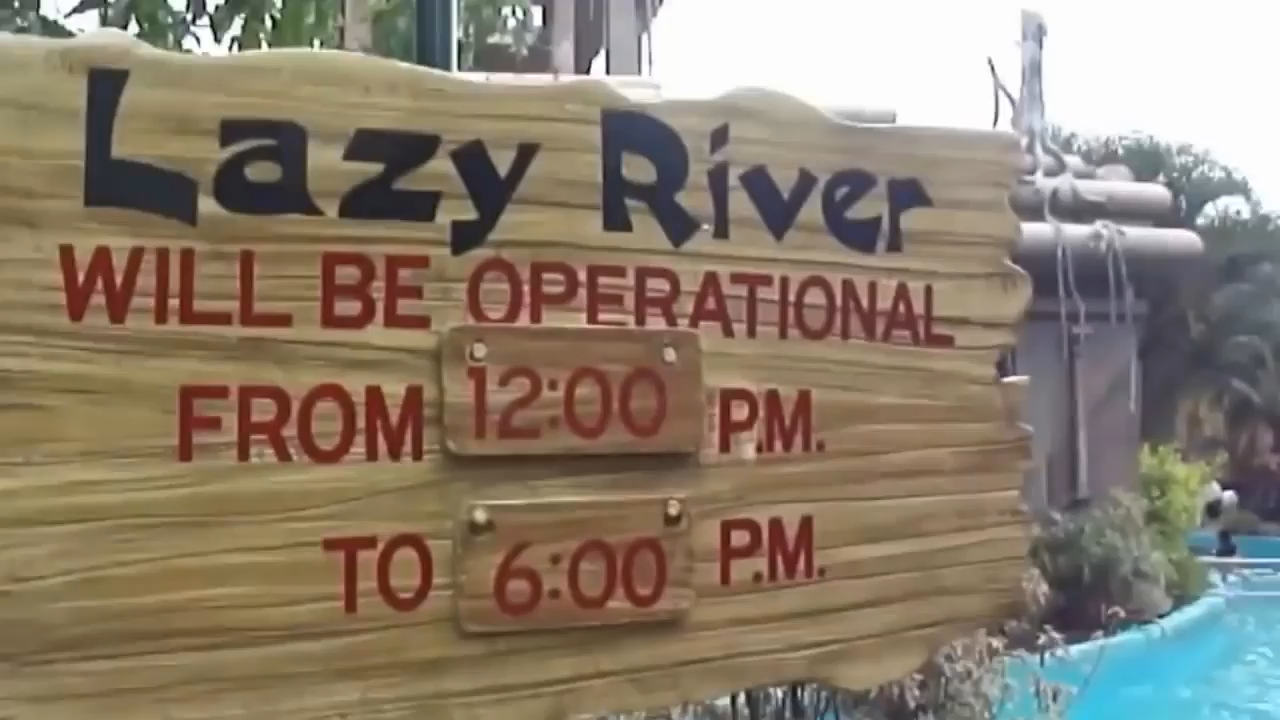 Lazy River
WILL BE OPERATIONAL
FROM 12:00 P.M.
TO 6:00 P.M.